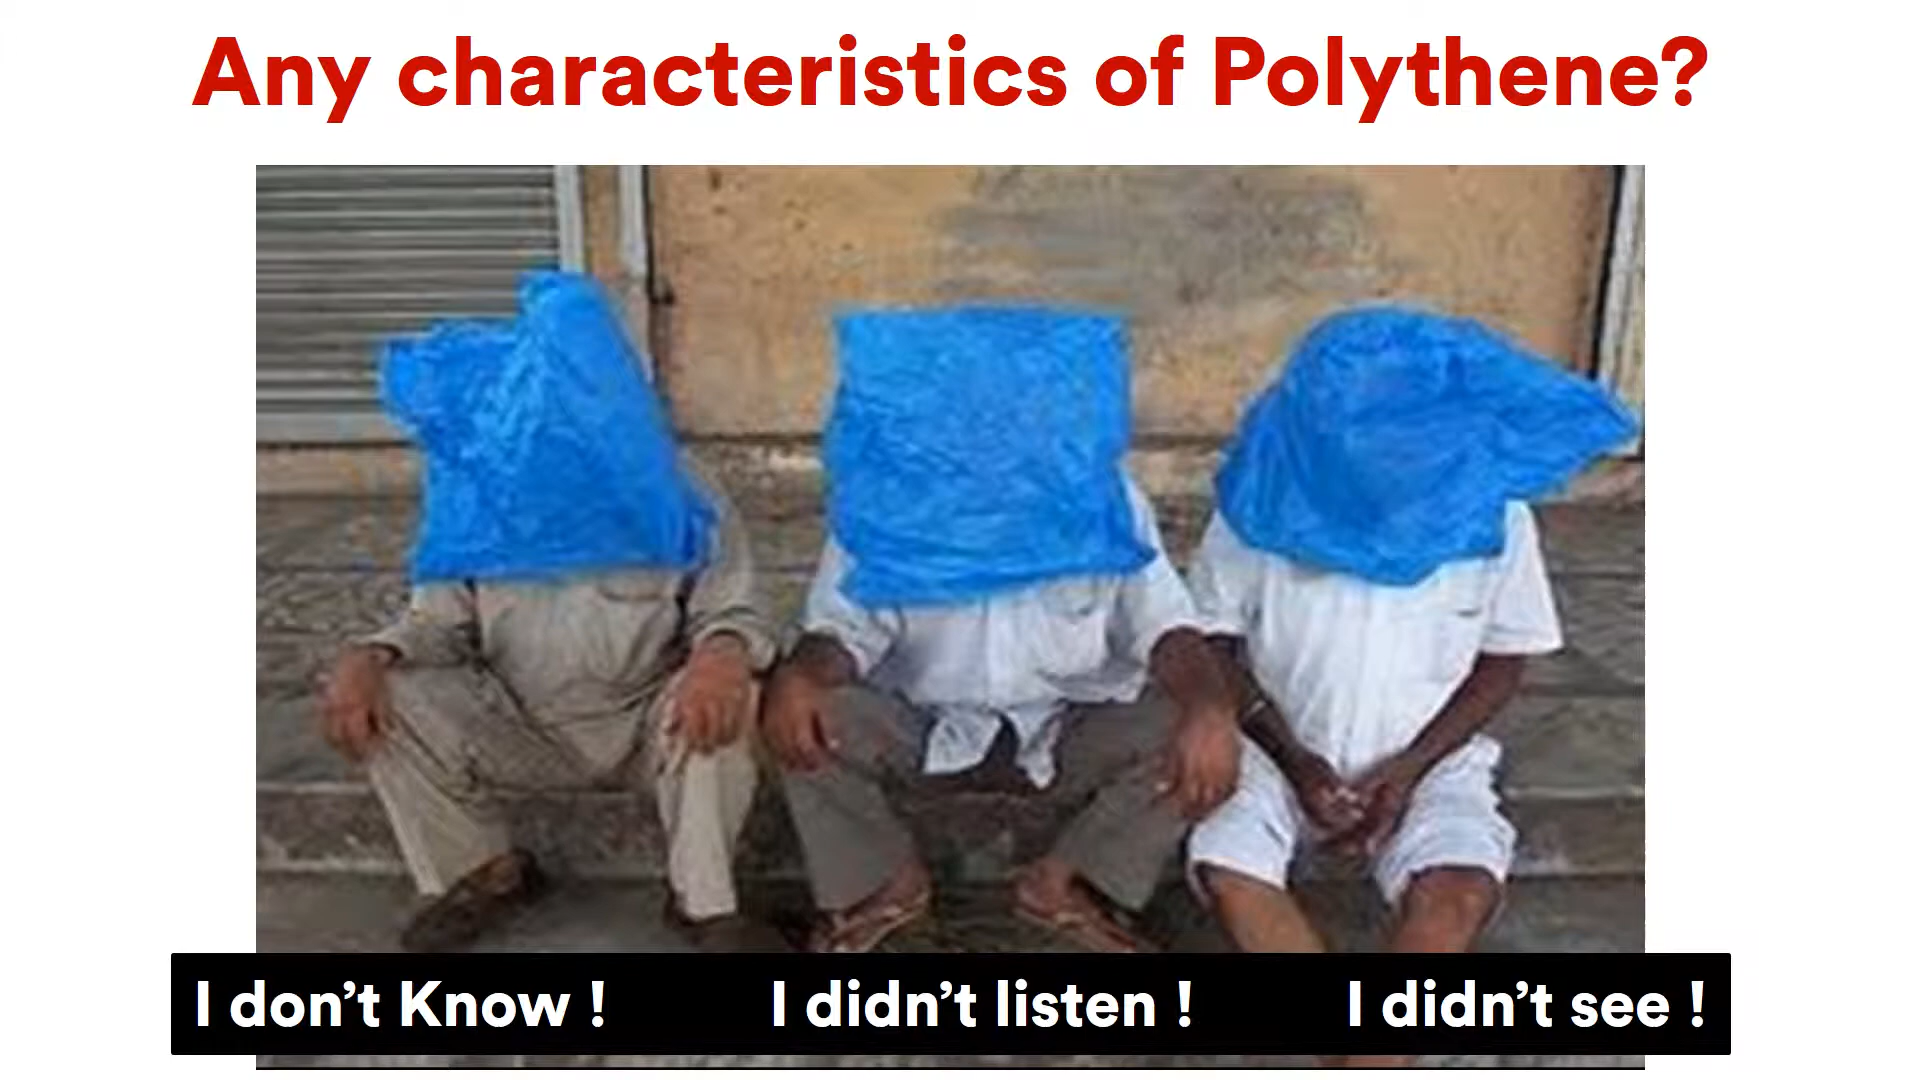 Any characteristics of Polythene?
I don’t Know ! I didn’t listen ! I didn’t see !